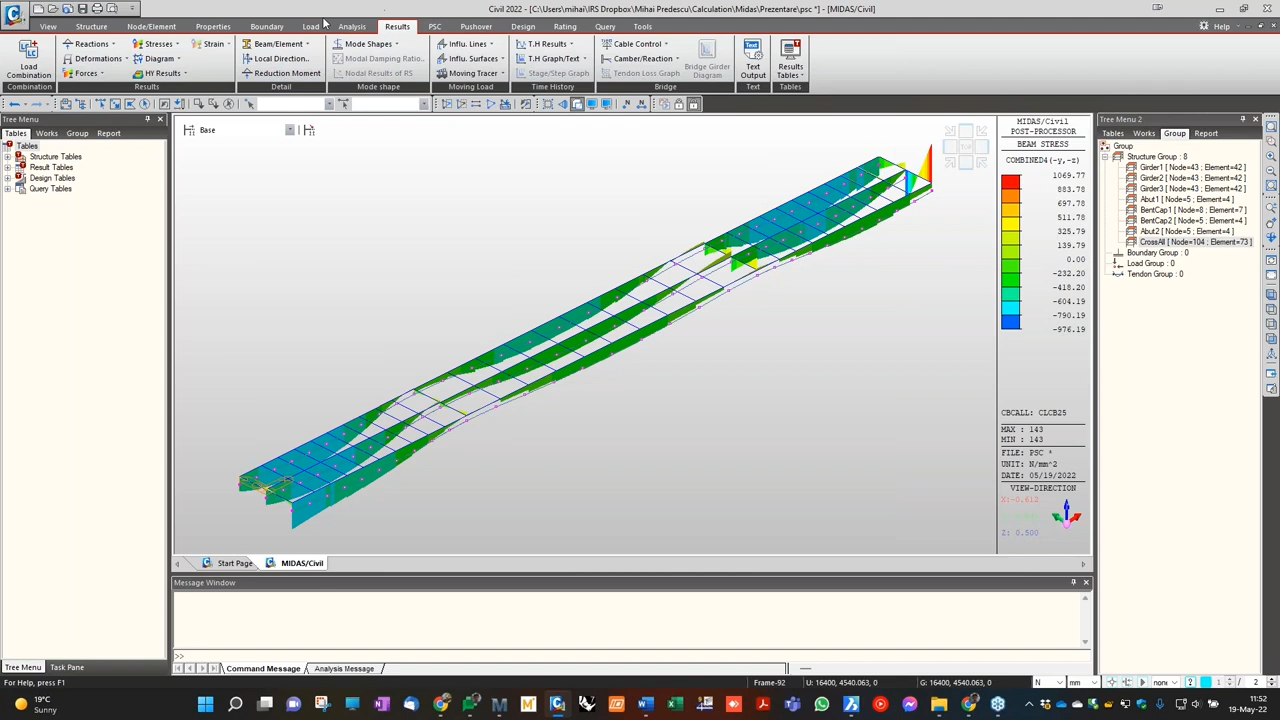 Civil 2022 - [C:\Users\mihai\IRS Dropbox\Mihai Predescu\Calculation\Midas\Prezentare\psc *] - [MIDAS/Civil]
View Structure Node/Element Properties Boundary Load Analysis Results PSC Pushover Design Rating Query Tools Help
Reactions Stresses Strain Beam/Element Mode Shapes Influ. Lines T.H Results Cable Control
Load Combination Deformations Diagram Local Direction.. Modal Damping Ratio.. Influ. Surfaces T.H Graph/Text Camber/Reaction Bridge Girder Diagram Text Output Results Tables
Forces HY Results Reduction Moment Nodal Results of RS Moving Tracer Stage/Step Graph Tendon Loss Graph
Combination Results Detail Mode shape Moving Load Time History Bridge Text Tables
Tree Menu
Tables Works Group Report
Tables
Structure Tables
Result Tables
Design Tables
Query Tables
Base
TOP
MIDAS/Civil
POST-PROCESSOR
BEAM STRESS
COMBINED4(-y,-z)
1069.77
883.78
697.78
511.78
325.79
139.79
0.00
-232.20
-418.20
-604.19
-790.19
-976.19
CBCALL: CLCB25
MAX : 143
MIN : 143
FILE: PSC *
UNIT: N/mm^2
DATE: 05/19/2022
VIEW-DIRECTION
X:-0.612
Z: 0.500
Tree Menu 2
Tables Works Group Report
Group
Structure Group : 8
Girder1 [ Node=43 ; Element=42 ]
Girder2 [ Node=43 ; Element=42 ]
Girder3 [ Node=43 ; Element=42 ]
Abut1 [ Node=5 ; Element=4 ]
BentCap1 [ Node=8 ; Element=7 ]
BentCap2 [ Node=5 ; Element=4 ]
Abut2 [ Node=5 ; Element=4 ]
CrossAll [ Node=104 ; Element=73 ]
Boundary Group : 0
Load Group : 0
Tendon Group : 0
Start Page MIDAS/Civil
Message Window
>>
Command Message Analysis Message
Tree Menu Task Pane
For Help, press F1 Frame-92 U: 16400, 4540.063, 0 G: 16400, 4540.063, 0 N mm none 1 / 2
19°C
Sunny
11:52
19-May-22